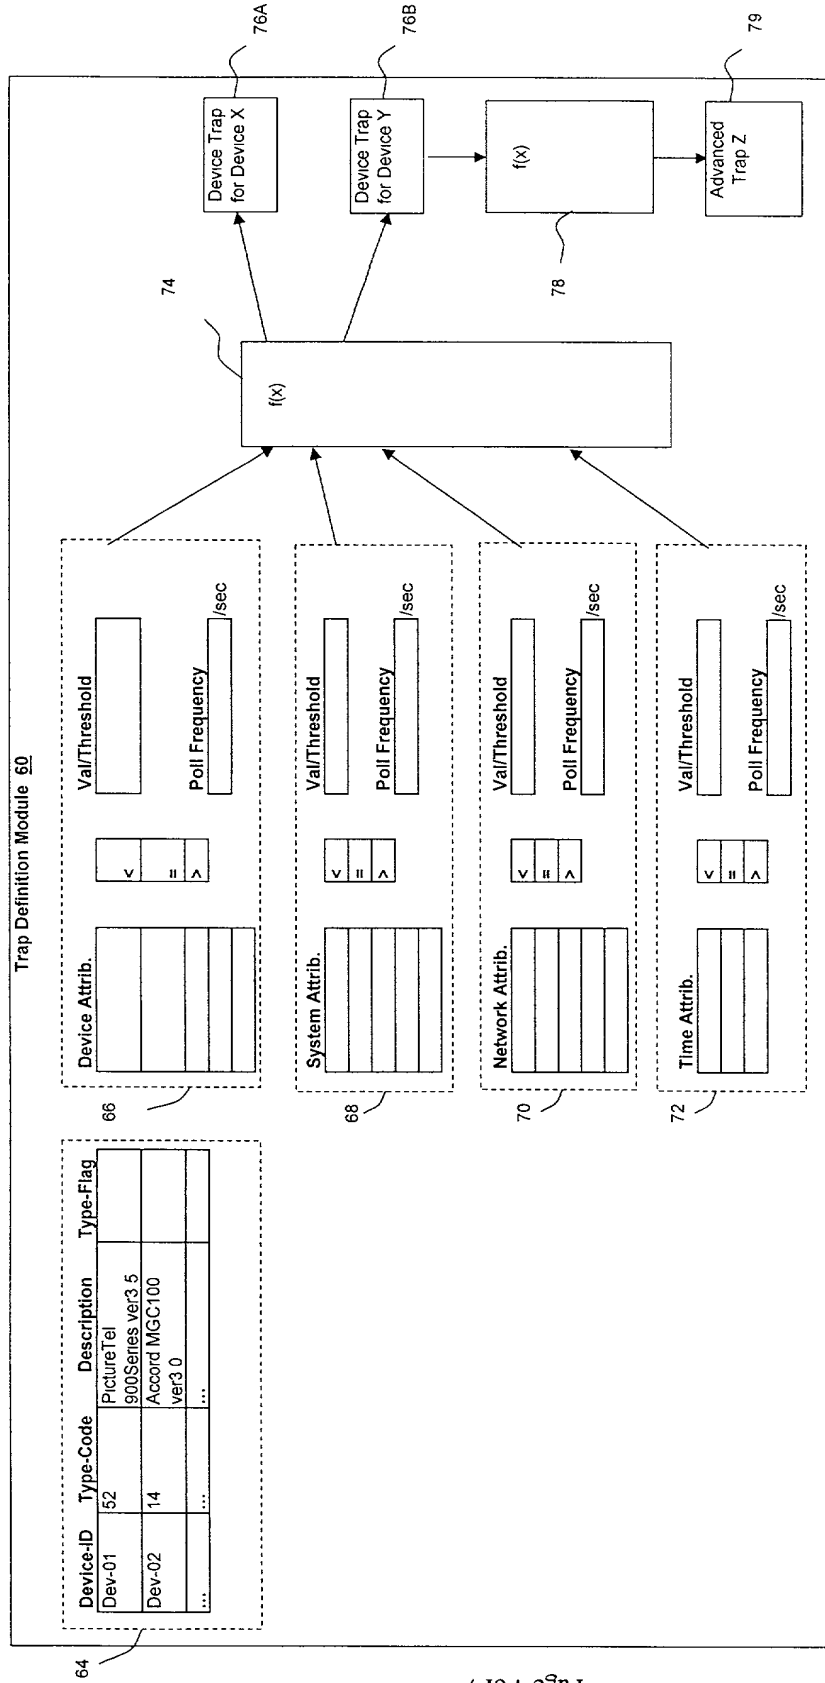 Trap Definition Module 60
64
Device-ID Type-Code Description Type-Flag
Dev-01 52 PictureTel
900Series ver3 5
Dev-02 14 Accord MGC100
ver3 0
... ... ...
66
Device Attrib.
<
=
>
Val/Threshold
Poll Frequency
/sec
68
System Attrib.
<
=
>
Val/Threshold
Poll Frequency
/sec
70
Network Attrib.
<
=
>
Val/Threshold
Poll Frequency
/sec
72
Time Attrib.
<
=
>
Val/Threshold
Poll Frequency
/sec
74
f(x)
Device Trap
for Device X
76A
Device Trap
for Device Y
76B
f(x)
78
Advanced
Trap Z
79